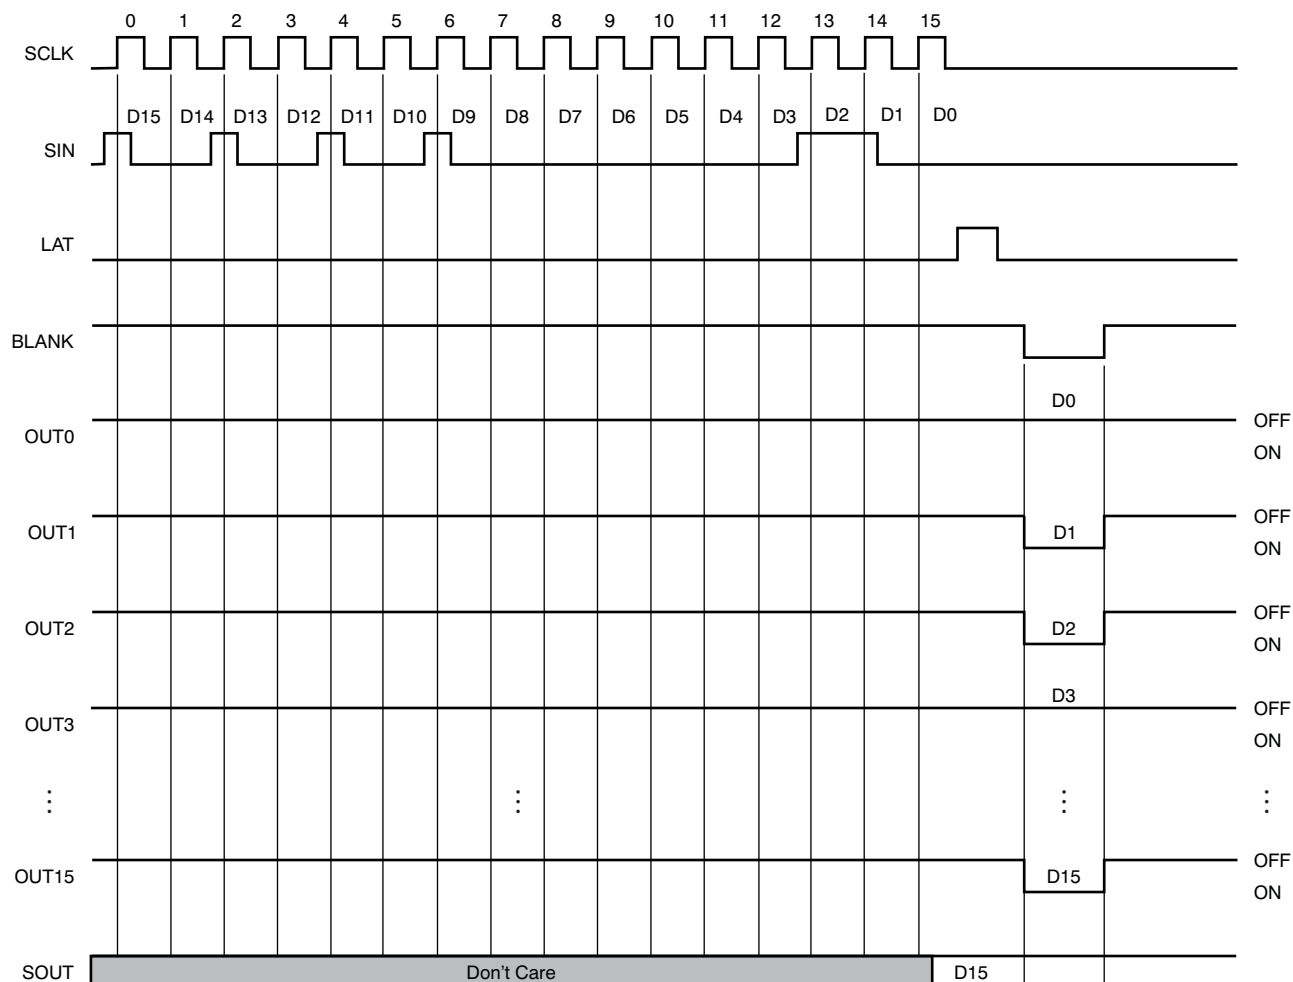 0 1 2 3 4 5 6 7 8 9 10 11 12 13 14 15
SCLK
D15 D14 D13 D12 D11 D10 D9 D8 D7 D6 D5 D4 D3 D2 D1 D0
SIN
LAT
BLANK
D0
OUT0 OFF
ON
OUT1 D1 OFF
ON
OUT2 D2 OFF
ON
D3
OUT3 OFF
ON
⋮ ⋮ ⋮ ⋮
OUT15 D15 OFF
ON
SOUT Don't Care D15